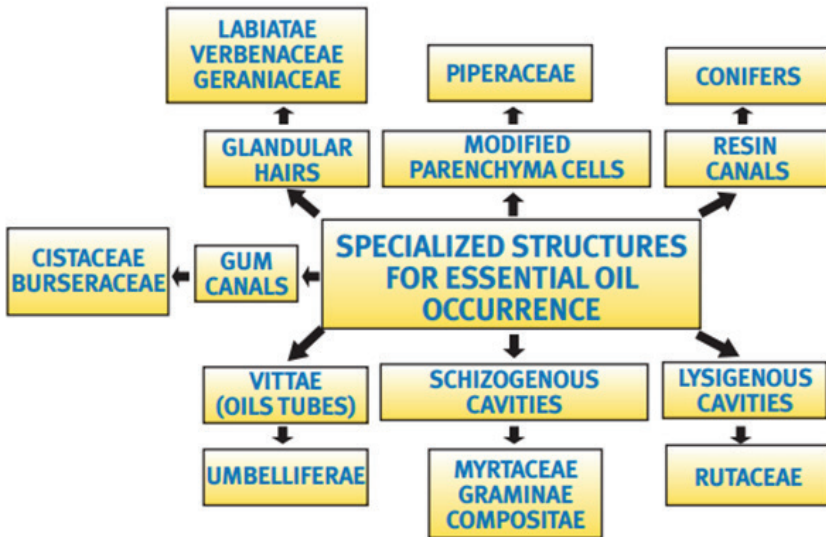 LABIATAE
VERBENACEAE
GERANIACEAE
PIPERACEAE
CONIFERS
GLANDULAR
HAIRS
MODIFIED
PARENCHYMA CELLS
RESIN
CANALS
SPECIALIZED STRUCTURES
FOR ESSENTIAL OIL
OCCURRENCE
CISTACEAE
BURSERACEAE
GUM
CANALS
VITTAE
(OILS TUBES)
SCHIZOGENOUS
CAVITIES
LYSIGENOUS
CAVITIES
UMBELLIFERAE
MYRTACEAE
GRAMINAE
COMPOSITAE
RUTACEAE